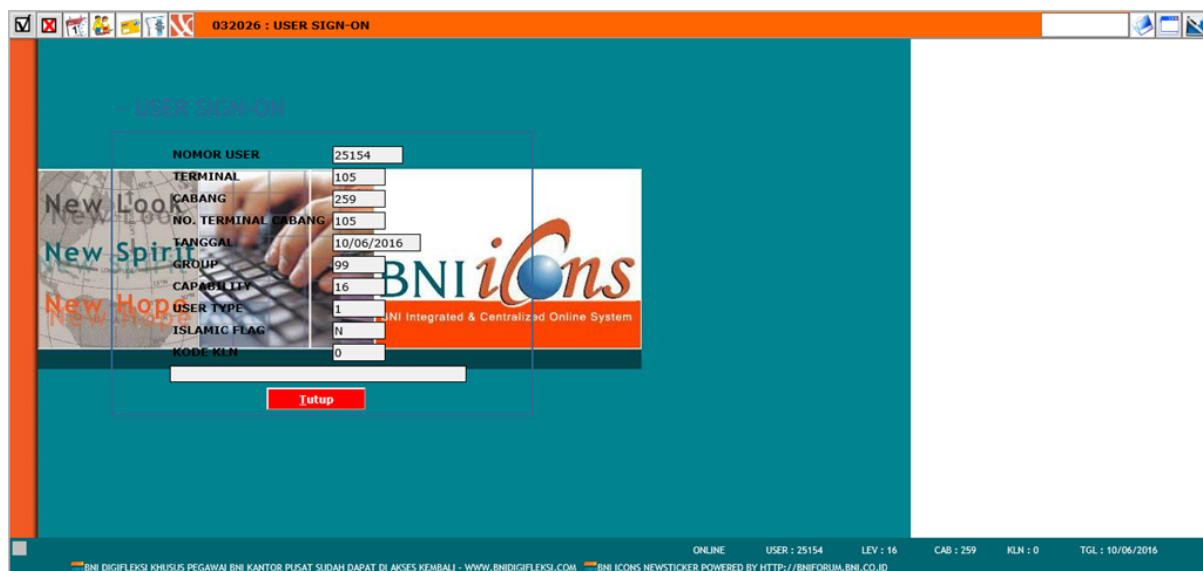 032026 : USER SIGN-ON
- USER SIGN-ON
NOMOR USER 25154
TERMINAL 105
CABANG 259
NO. TERMINAL CABANG 105
TANGGAL 10/06/2016
GROUP 99
CAPABILITY 16
USER TYPE 1
ISLAMIC FLAG N
KODE KLN 0
Tutup
New Look
New Spirit
New Hope
BNI icons
BNI Integrated & Centralized Online System
ONLINE USER : 25154 LEV : 16 CAB : 259 KLN : 0 TGL : 10/06/2016
BNI DIGIFLEKSI KHUSUS PEGAWAI BNI KANTOR PUSAT SUDAH DAPAT DI AKSES KEMBALI - WWW.BNIDIGIFLEKSI.COM BNI ICONS NEWSTICKER POWERED BY HTTP://BNIFORUM.BNI.CO.ID